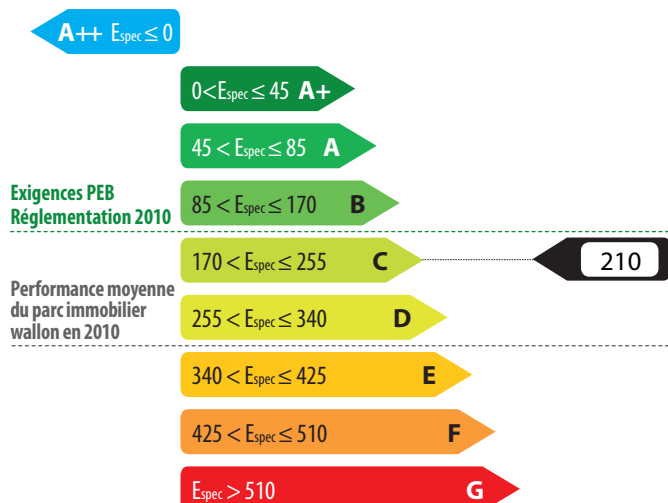 A++ Espec ≤ 0
0<Espec ≤ 45 A+
45 < Espec ≤ 85 A
Exigences PEB
Réglementation 2010
85 < Espec ≤ 170 B
170 < Espec ≤ 255 C
210
Performance moyenne
du parc immobilier
wallon en 2010
255 < Espec ≤ 340 D
340 < Espec ≤ 425 E
425 < Espec ≤ 510 F
Espec > 510 G